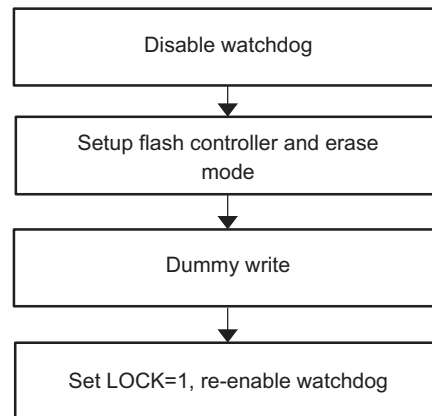 Disable watchdog
Setup flash controller and erase
mode
Dummy write
Set LOCK=1, re-enable watchdog